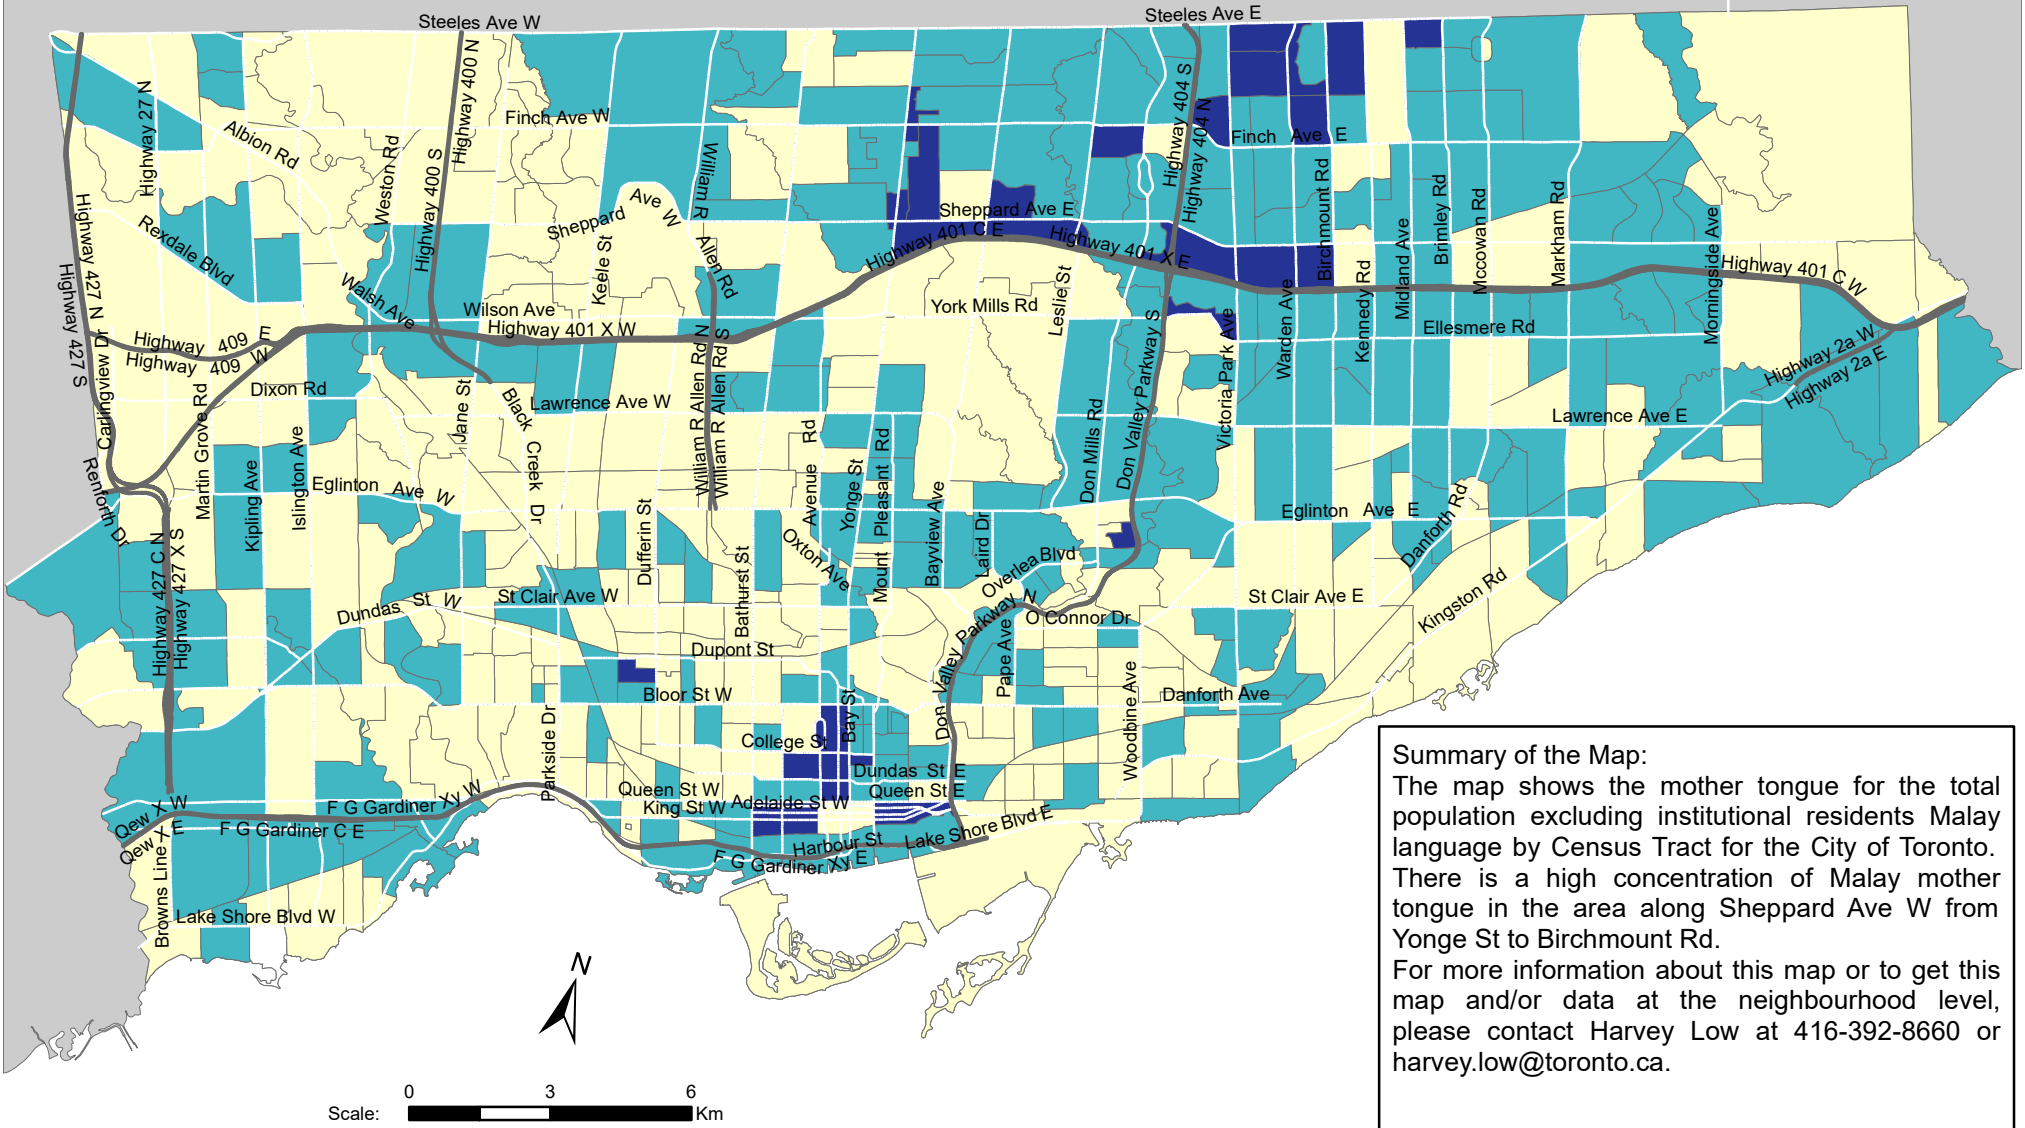 Steeles Ave W
Steeles Ave E
Highway 400 N
Highway 404 S
Highway 404 N
Highway 27 N
Finch Ave W
Finch Ave E
Albion Rd
Weston Rd
Highway 400 S
William R Allen Rd
Birchmount Rd
Brimley Rd
Mccowan Rd
Markham Rd
Midland Ave
Morningside Ave
Highway 427 N
Highway 427 S
Rexdale Blvd
Sheppard Ave W
Keele St
Sheppard Ave E
Highway 401 C E
Highway 401 X E
Highway 401 C W
Walsh Ave
Wilson Ave
Highway 401 X W
York Mills Rd
Leslie St
Ellesmere Rd
Warden Ave
Kennedy Rd
Victoria Park Ave
Highway 409 E
Highway 409 W
Highway 2a W
Highway 2a E
Carlingview Dr
Dixon Rd
Martin Grove Rd
Jane St
Black Creek Dr
Lawrence Ave W
Lawrence Ave E
William R Allen Rd N
William R Allen Rd S
Avenue Rd
Yonge St
Mount Pleasant Rd
Bayview Ave
Laird Dr
Don Mills Rd
Don Valley Parkway S
Renforth Dr
Kipling Ave
Islington Ave
Eglinton Ave W
Eglinton Ave E
Danforth Rd
Dufferin St
Bathurst St
Oxton Ave
Overlea Blvd
Highway 427 C N
Highway 427 X S
Dundas St W
St Clair Ave W
St Clair Ave E
Kingston Rd
O Connor Dr
Don Valley Parkway N
Pape Ave
Dupont St
Bloor St W
Bay St
Danforth Ave
Woodbine Ave
Parkside Dr
College St
Dundas St E
Queen St W
Queen St E
King St W
Adelaide St W
Qew X W
Qew X E
F G Gardiner Xy W
F G Gardiner C E
Harbour St
Lake Shore Blvd E
F G Gardiner Xy E
Browns Line
Lake Shore Blvd W
N
0 3 6
Scale: Km
Summary of the Map:
The map shows the mother tongue for the total
population excluding institutional residents Malay
language by Census Tract for the City of Toronto.
There is a high concentration of Malay mother
tongue in the area along Sheppard Ave W from
Yonge St to Birchmount Rd.
For more information about this map or to get this
map and/or data at the neighbourhood level,
please contact Harvey Low at 416-392-8660 or
harvey.low@toronto.ca.